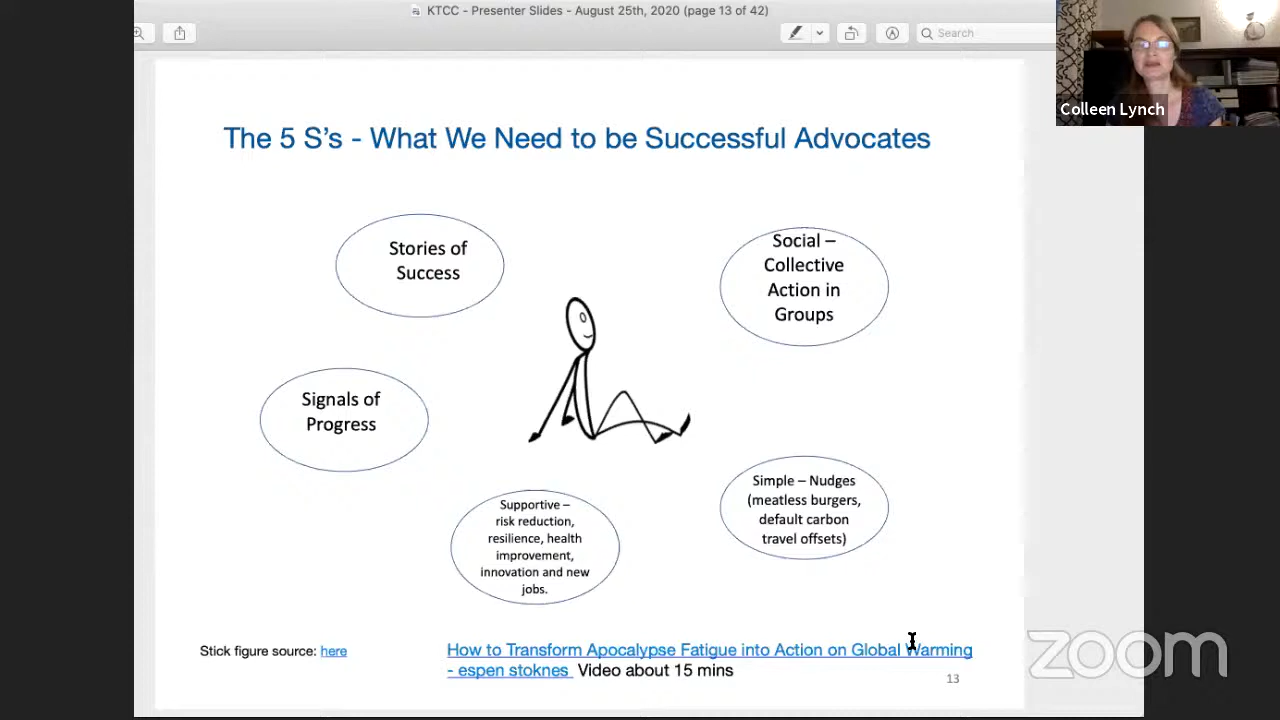 KTCC - Presenter Slides - August 25th, 2020 (page 13 of 42)
Search
Colleen Lynch
The 5 S's - What We Need to be Successful Advocates
Stories of
Success
Social –
Collective
Action in
Groups
Signals of
Progress
Simple – Nudges
(meatless burgers,
default carbon
travel offsets)
Supportive –
risk reduction,
resilience, health
improvement,
innovation and new
jobs.
Stick figure source: here
How to Transform Apocalypse Fatigue into Action on Global Warming
- espen stoknes  Video about 15 mins
13
zoom